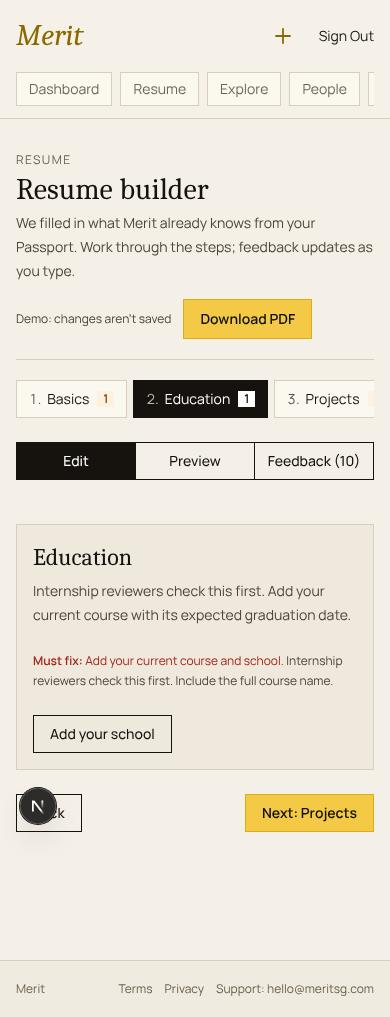 Merit
+
Sign Out
Dashboard
Resume
Explore
People
RESUME
Resume builder
We filled in what Merit already knows from your
Passport. Work through the steps; feedback updates as
you type.
Demo: changes aren't saved
Download PDF
1. Basics 1
2. Education 1
3. Projects
Edit
Preview
Feedback (10)
Education
Internship reviewers check this first. Add your
current course with its expected graduation date.
Must fix: Add your current course and school. Internship
reviewers check this first. Include the full course name.
Add your school
N
Next: Projects
Merit
Terms
Privacy
Support: hello@meritsg.com